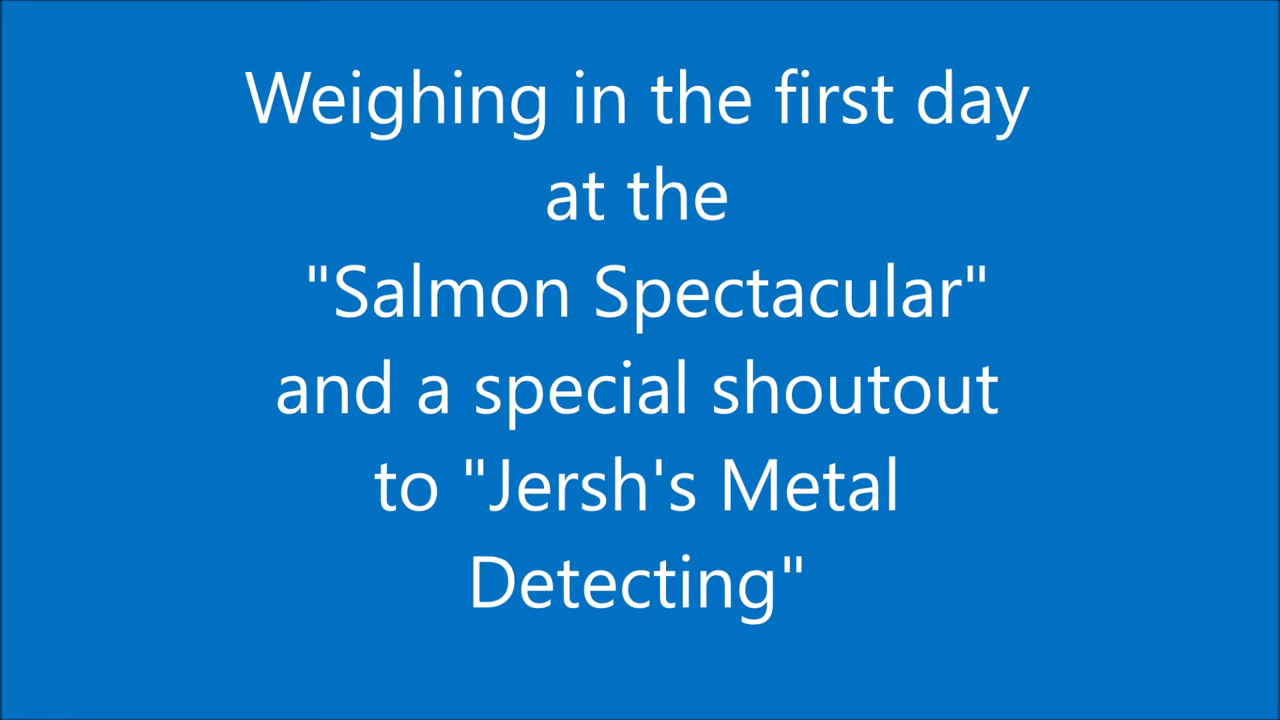 Weighing in the first day
at the
"Salmon Spectacular"
and a special shoutout
to "Jersh's Metal
Detecting"